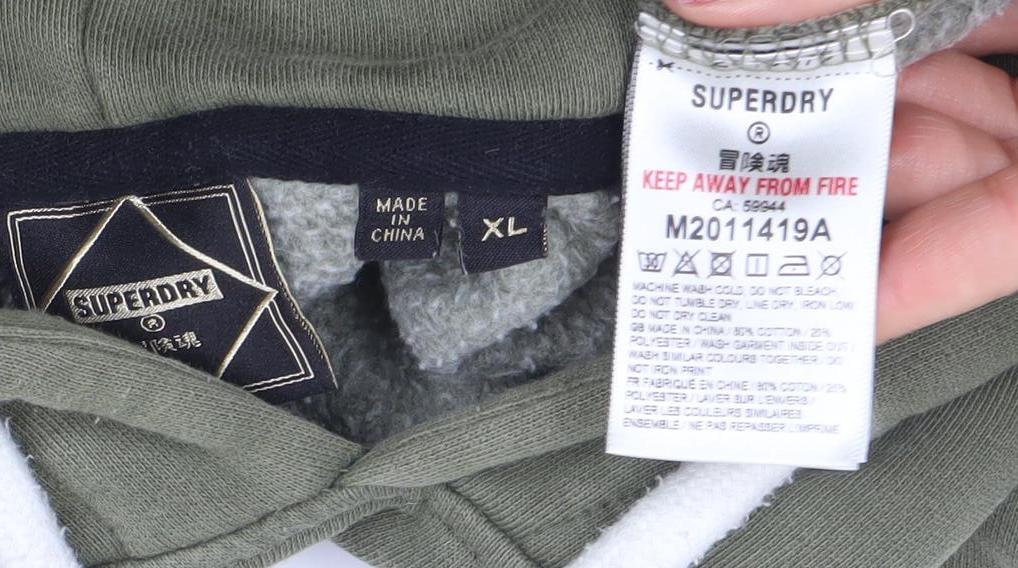 SUPERDRY
®
険魂
MADE
IN
CHINA
XL
SUPERDRY
®
冒険魂
KEEP AWAY FROM FIRE
CA: 59944
M2011419A
MACHINE WASH COLD, DO NOT BLEACH,
DO NOT TUMBLE DRY, LINE DRY, IRON LOW
DO NOT DRY CLEAN
GB MADE IN CHINA / 80% COTTON / 20%
POLYESTER / WASH GARMENT INSIDE OUT /
WASH SIMILAR COLOURS TOGETHER / DO
NOT IRON PRINT
FR FABRIQUÉ EN CHINE / 80% COTON / 20%
POLYESTER / LAVER SUR L'ENVERS /
LAVER LES COULEURS SIMILAIRES
ENSEMBLE / NE PAS REPASSER L'IMPRIMÉ